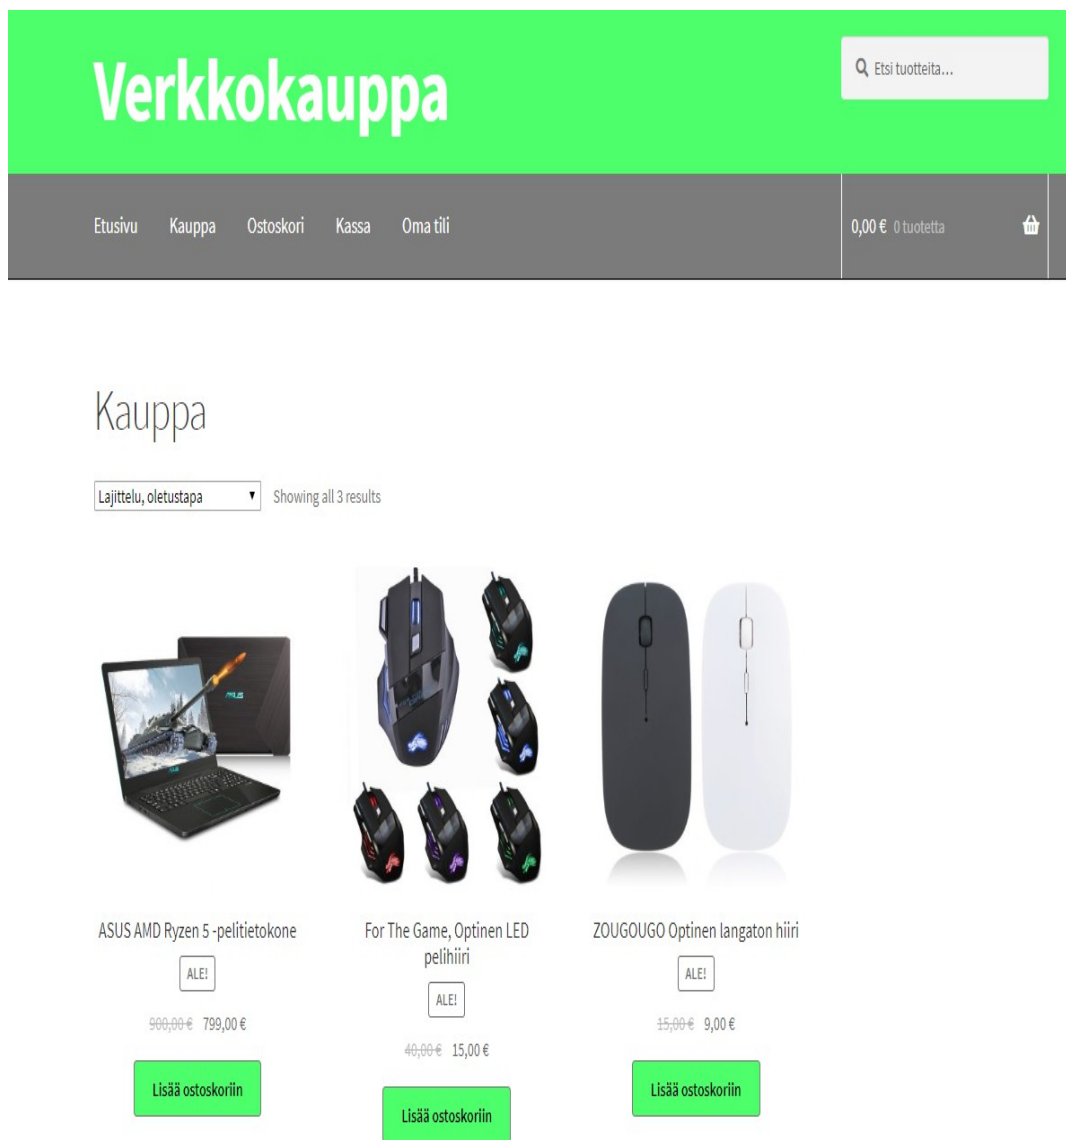 Verkkokauppa
Etsi tuotteita...
Etusivu Kauppa Ostoskori Kassa Oma tili
0,00 € 0 tuotetta
Kauppa
Lajittelu, oletustapa
Showing all 3 results
ASUS
ASUS AMD Ryzen 5 -pelitietokone
ALE!
900,00 € 799,00 €
Lisää ostoskoriin
For The Game, Optinen LED
pelihiiri
ALE!
40,00 € 15,00 €
Lisää ostoskoriin
ZOUGOUGO Optinen langaton hiiri
ALE!
15,00 € 9,00 €
Lisää ostoskoriin